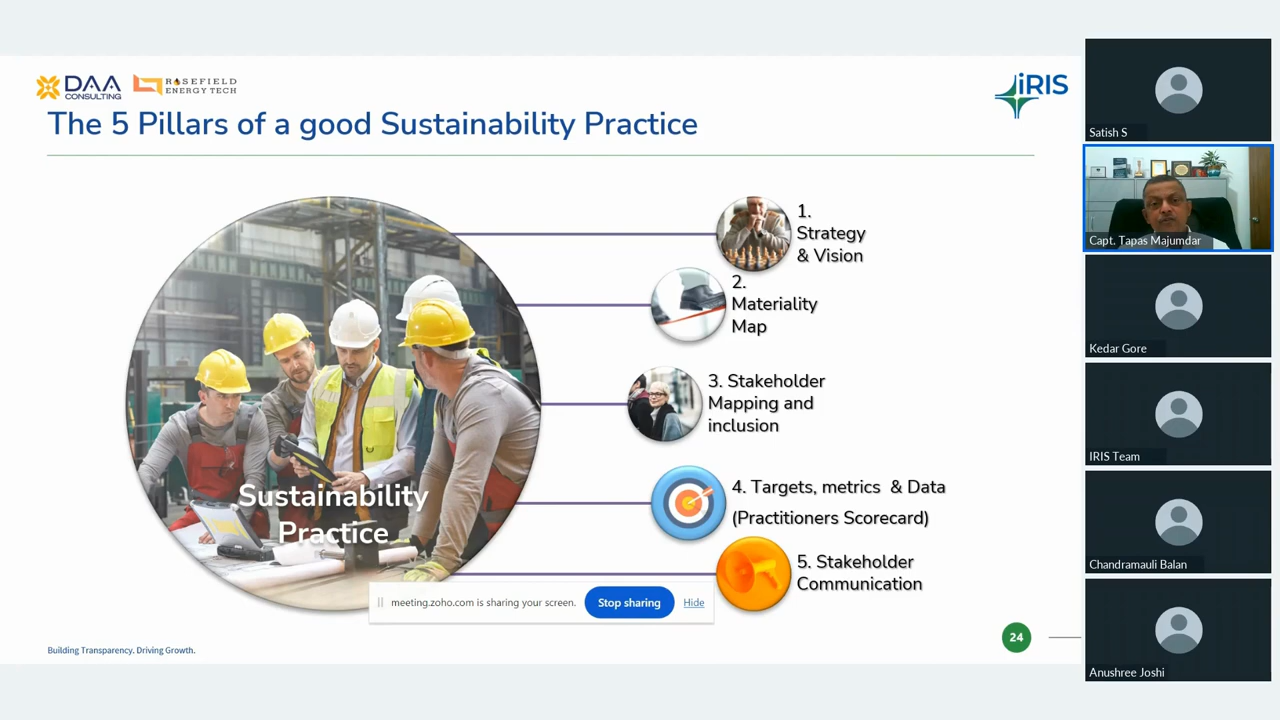 DAA
CONSULTING
RASEFIELD
ENERGY TECH
iRIS
The 5 Pillars of a good Sustainability Practice
Sustainability
Practice
1.
Strategy
& Vision
2.
Materiality
Map
3. Stakeholder
Mapping and
inclusion
4. Targets, metrics & Data
(Practitioners Scorecard)
5. Stakeholder
Communication
meeting.zoho.com is sharing your screen.
Stop sharing
Hide
24
Building Transparency. Driving Growth.
Satish S
Capt. Tapas Majumdar
Kedar Gore
IRIS Team
Chandramauli Balan
Anushree Joshi